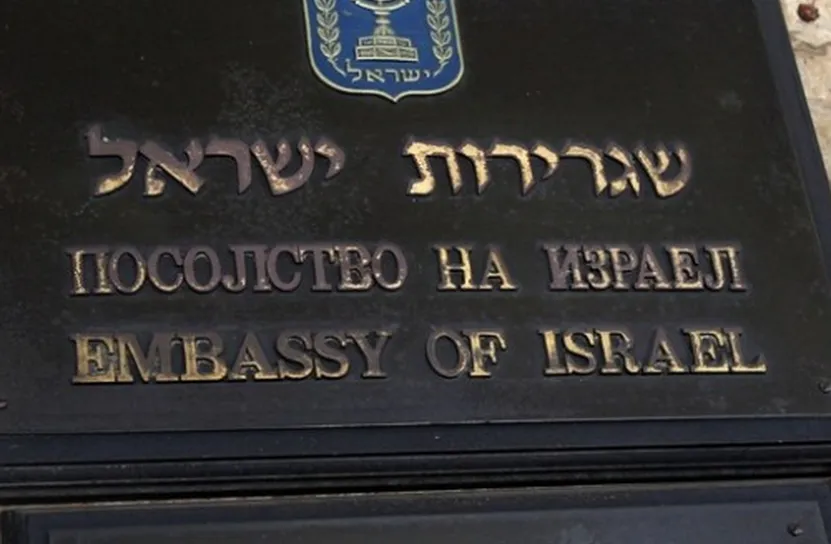 ישראל
שגרירות ישראל
ПОСОЛСТВО НА ИЗРАЕЛ
EMBASSY OF ISRAEL